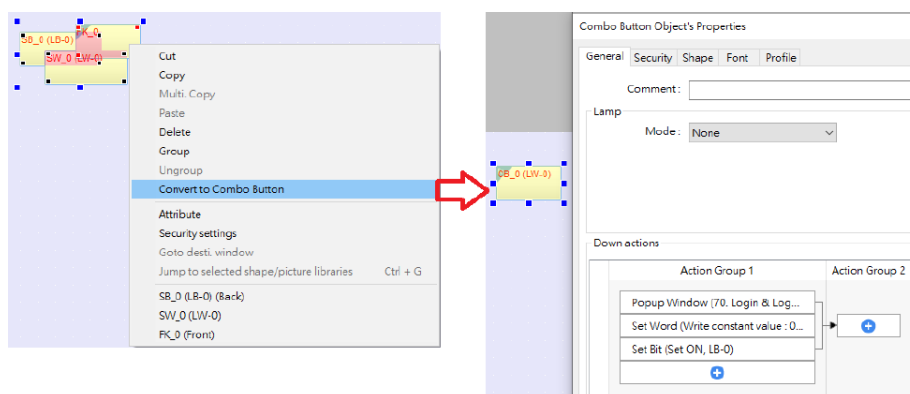 SB_0 (LB-0)
FK_0
SW_0 (LW-0)
Cut
Copy
Multi. Copy
Paste
Delete
Group
Ungroup
Convert to Combo Button
Attribute
Security settings
Goto desti. window
Jump to selected shape/picture libraries Ctrl + G
SB_0 (LB-0) (Back)
SW_0 (LW-0)
FK_0 (Front)
CB_0 (LW-0)
Combo Button Object's Properties
General Security Shape Font Profile
Comment :
Lamp
Mode : None
Down actions
Action Group 1 Action Group 2
Popup Window (70. Login & Log...
Set Word (Write constant value : 0...
Set Bit (Set ON, LB-0)